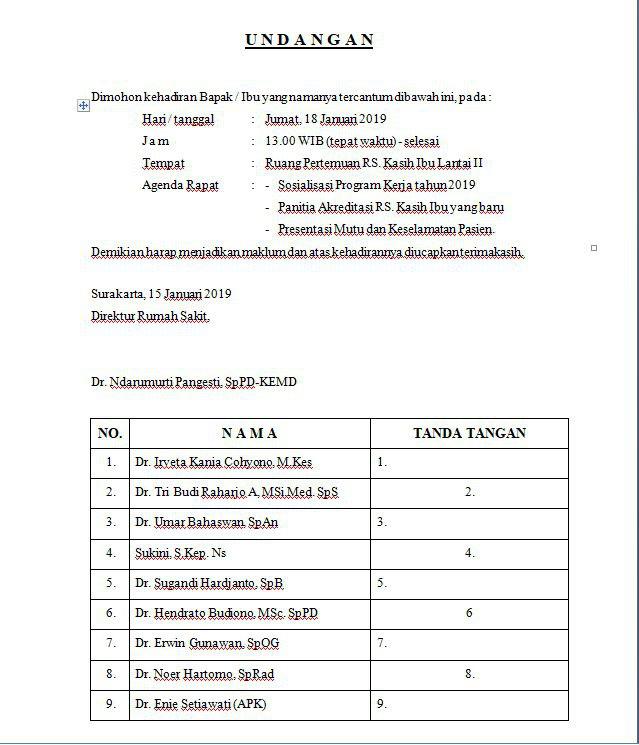 U N D A N G A N
Dimohon kehadiran Bapak / Ibu yang namanya tercantum dibawah ini, pada :
Hari / tanggal : Jumat, 18 Januari 2019
J a m : 13.00 WIB (tepat waktu) - selesai
Tempat : Ruang Pertemuan RS. Kasih Ibu Lantai II
Agenda Rapat : - Sosialisasi Program Kerja tahun 2019
- Panitia Akreditasi RS. Kasih Ibu yang baru
- Presentasi Mutu dan Keselamatan Pasien.
Demikian harap menjadikan maklum dan atas kehadirannya diucapkan terimakasih.
Surakarta, 15 Januari 2019
Direktur Rumah Sakit,
Dr. Ndarumurti Pangesti, SpPD-KEMD
NO. N A M A TANDA TANGAN
1. Dr. Irveta Kania Cohyono, M.Kes 1.
2. Dr. Tri Budi Raharjo A, MSi.Med. SpS 2.
3. Dr. Umar Bahaswan, SpAn 3.
4. Sukini, S.Kep. Ns 4.
5. Dr. Sugandi Hardjanto, SpB 5.
6. Dr. Hendrato Budiono, MSc. SpPD 6
7. Dr. Erwin Gunawan, SpOG 7.
8. Dr. Noer Hartomo, SpRad 8.
9. Dr. Enie Setiawati (APK) 9.